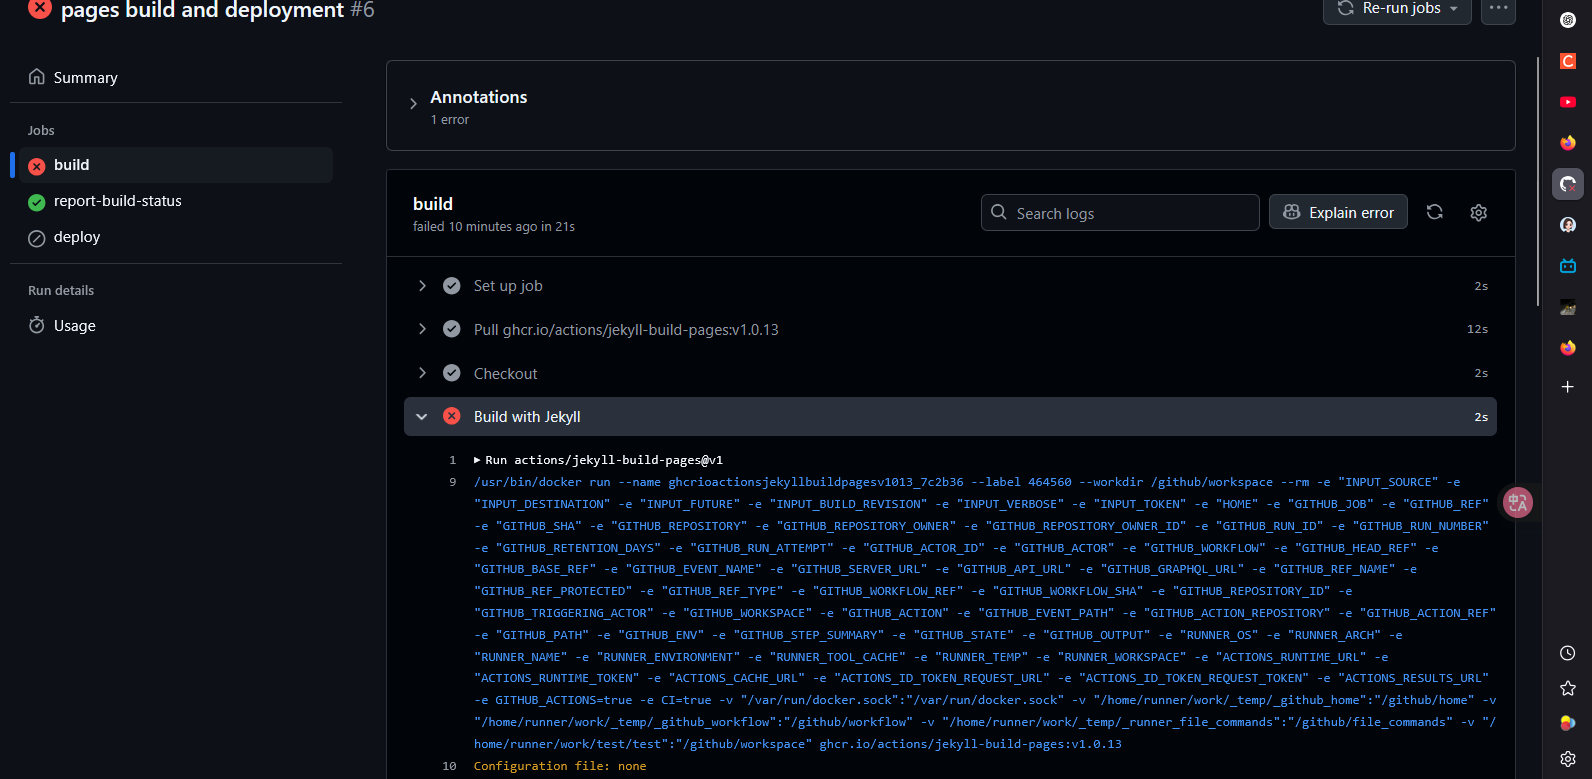 pages build and deployment #6
Re-run jobs
Summary
Jobs
build
report-build-status
deploy
Run details
Usage
Annotations
1 error
build
failed 10 minutes ago in 21s
Search logs
Explain error
Set up job 2s
Pull ghcr.io/actions/jekyll-build-pages:v1.0.13 12s
Checkout 2s
Build with Jekyll 2s
1 ▶ Run actions/jekyll-build-pages@v1
9 /usr/bin/docker run --name ghcrioactionsjekyllbuildpagesv1013_7c2b36 --label 464560 --workdir /github/workspace --rm -e "INPUT_SOURCE" -e
"INPUT_DESTINATION" -e "INPUT_FUTURE" -e "INPUT_BUILD_REVISION" -e "INPUT_VERBOSE" -e "INPUT_TOKEN" -e "HOME" -e "GITHUB_JOB" -e "GITHUB_REF"
-e "GITHUB_SHA" -e "GITHUB_REPOSITORY" -e "GITHUB_REPOSITORY_OWNER" -e "GITHUB_REPOSITORY_OWNER_ID" -e "GITHUB_RUN_ID" -e "GITHUB_RUN_NUMBER"
-e "GITHUB_RETENTION_DAYS" -e "GITHUB_RUN_ATTEMPT" -e "GITHUB_ACTOR_ID" -e "GITHUB_ACTOR" -e "GITHUB_WORKFLOW" -e "GITHUB_HEAD_REF" -e
"GITHUB_BASE_REF" -e "GITHUB_EVENT_NAME" -e "GITHUB_SERVER_URL" -e "GITHUB_API_URL" -e "GITHUB_GRAPHQL_URL" -e "GITHUB_REF_NAME" -e
"GITHUB_REF_PROTECTED" -e "GITHUB_REF_TYPE" -e "GITHUB_WORKFLOW_REF" -e "GITHUB_WORKFLOW_SHA" -e "GITHUB_REPOSITORY_ID" -e
"GITHUB_TRIGGERING_ACTOR" -e "GITHUB_WORKSPACE" -e "GITHUB_ACTION" -e "GITHUB_EVENT_PATH" -e "GITHUB_ACTION_REPOSITORY" -e "GITHUB_ACTION_REF"
-e "GITHUB_PATH" -e "GITHUB_ENV" -e "GITHUB_STEP_SUMMARY" -e "GITHUB_STATE" -e "GITHUB_OUTPUT" -e "RUNNER_OS" -e "RUNNER_ARCH" -e
"RUNNER_NAME" -e "RUNNER_ENVIRONMENT" -e "RUNNER_TOOL_CACHE" -e "RUNNER_TEMP" -e "RUNNER_WORKSPACE" -e "ACTIONS_RUNTIME_URL" -e
"ACTIONS_RUNTIME_TOKEN" -e "ACTIONS_CACHE_URL" -e "ACTIONS_ID_TOKEN_REQUEST_URL" -e "ACTIONS_ID_TOKEN_REQUEST_TOKEN" -e "ACTIONS_RESULTS_URL"
-e GITHUB_ACTIONS=true -e CI=true -v "/var/run/docker.sock":"/var/run/docker.sock" -v "/home/runner/work/_temp/_github_home":"/github/home" -v
"/home/runner/work/_temp/_github_workflow":"/github/workflow" -v "/home/runner/work/_temp/_runner_file_commands":"/github/file_commands" -v "/
home/runner/work/test/test":"/github/workspace" ghcr.io/actions/jekyll-build-pages:v1.0.13
10 Configuration file: none